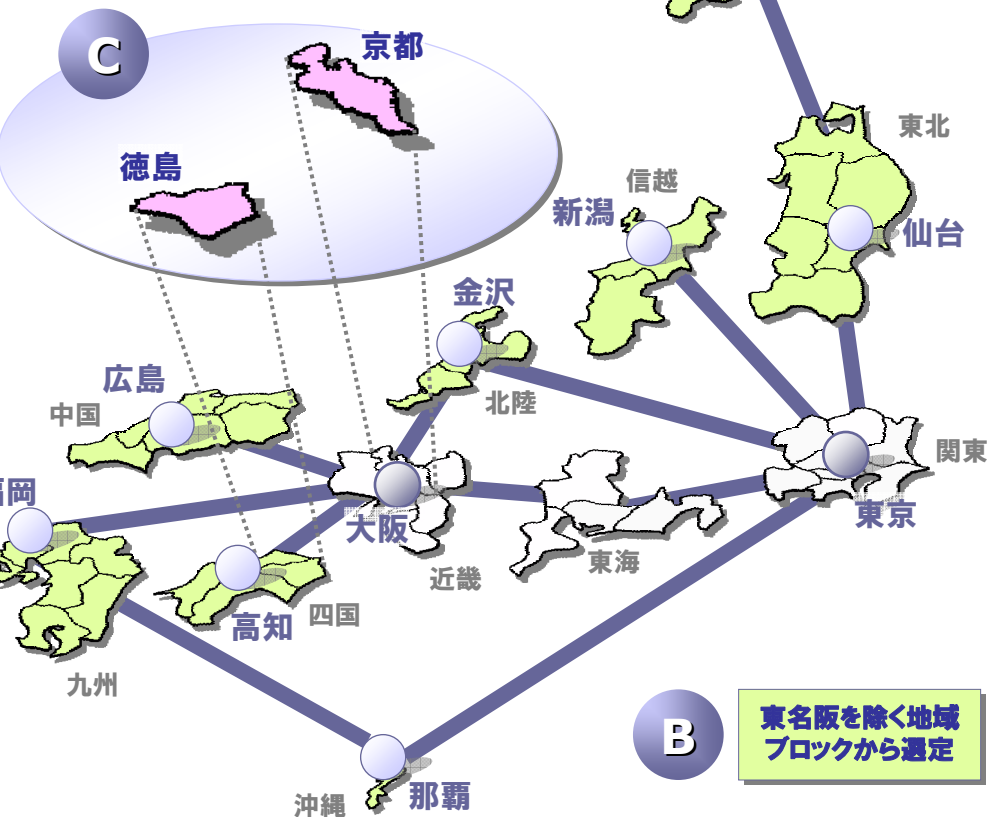 C
京都
徳島
東北
信越
新潟
仙台
金沢
広島
中国
北陸
関東
岡
大阪
東京
近畿
東海
高知
四国
九州
B
東名阪を除く地域
ブロックから選定
沖縄
那覇